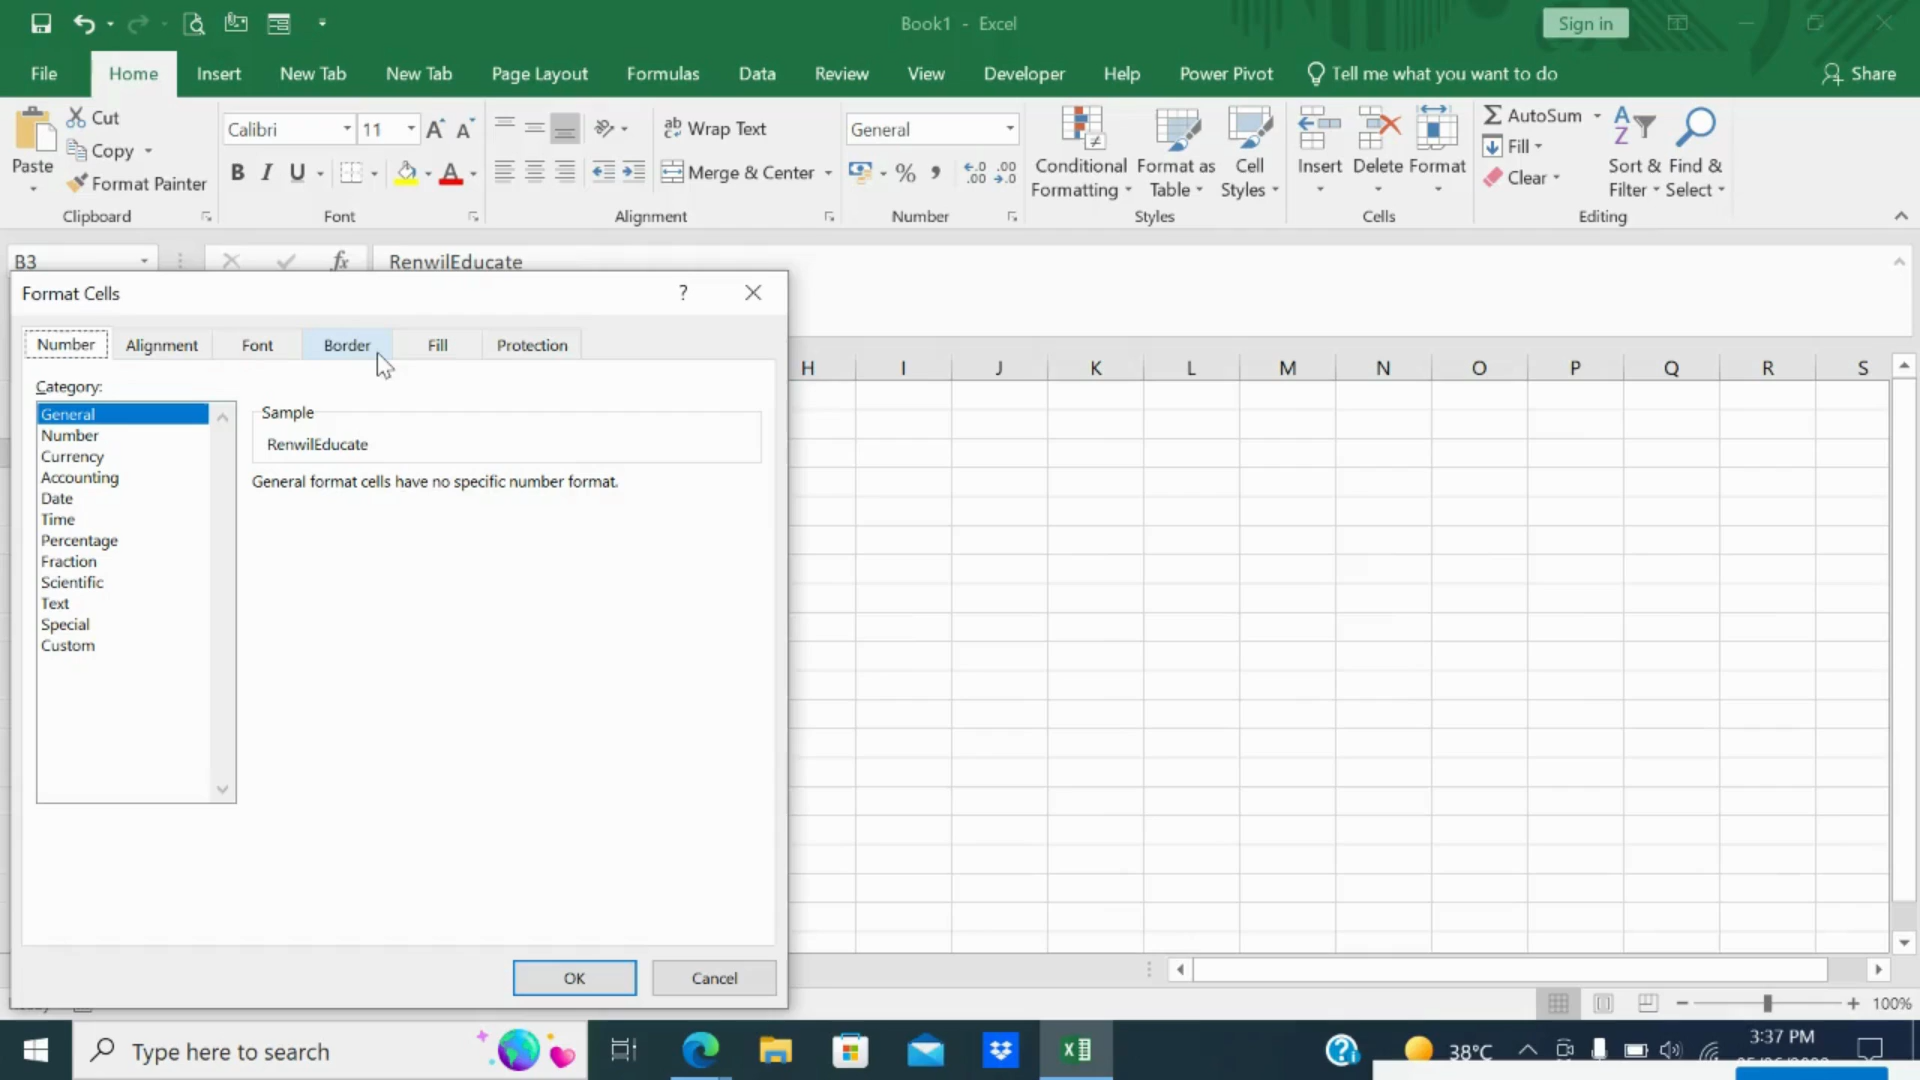 Book1 - Excel
Sign in
File Home Insert New Tab New Tab Page Layout Formulas Data Review View Developer Help Power Pivot Tell me what you want to do Share
Paste
Cut
Copy
Format Painter
Clipboard
Calibri 11
B I U
Font
Wrap Text
Merge & Center
Alignment
General
Number
Conditional Formatting
Format as Table
Cell Styles
Styles
Insert Delete Format
Cells
AutoSum
Fill
Clear
Sort & Filter
Find & Select
Editing
B3 fx RenwilEducate
Format Cells ?
Number Alignment Font Border Fill Protection
Category:
General
Number
Currency
Accounting
Date
Time
Percentage
Fraction
Scientific
Text
Special
Custom
Sample
RenwilEducate
General format cells have no specific number format.
OK Cancel
H I J K L M N O P Q R S
100%
Type here to search
38°C
3:37 PM